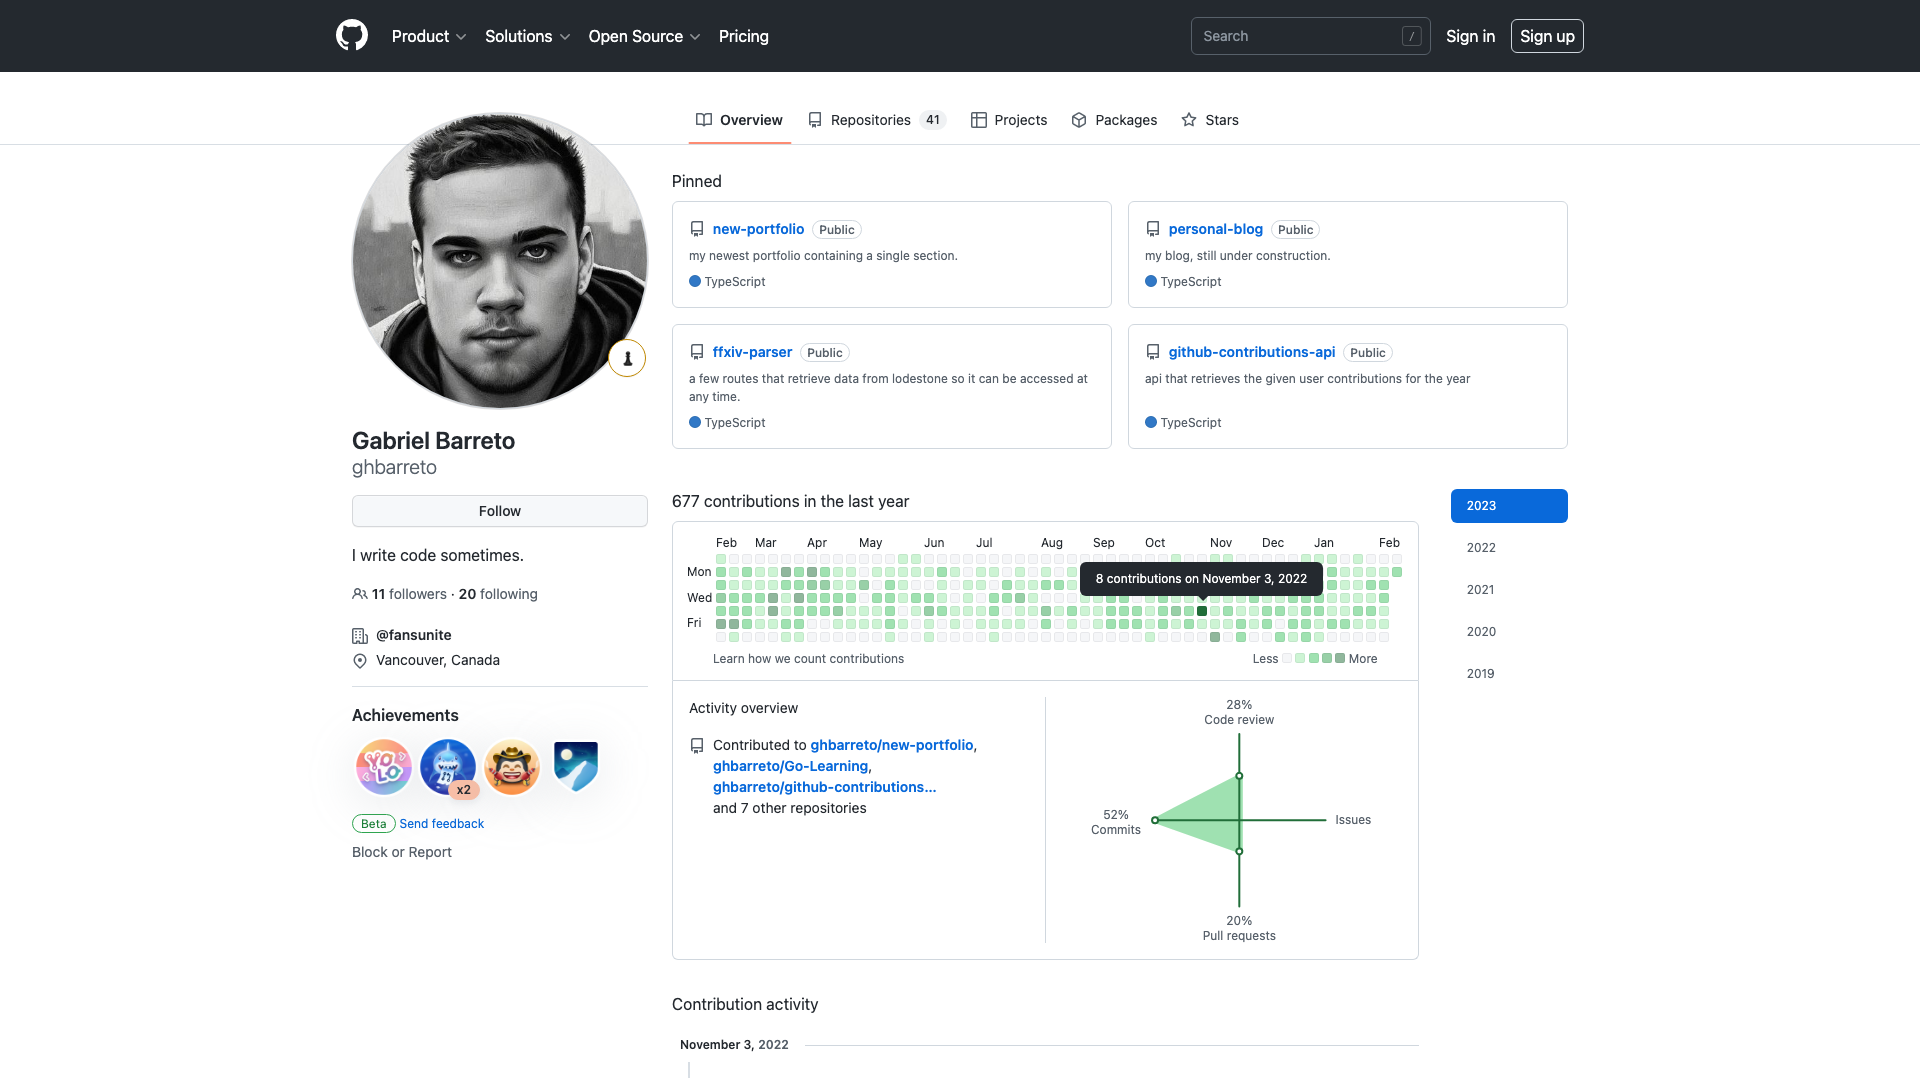 Product
Solutions
Open Source
Pricing
Search
/
Sign in
Sign up
Overview
Repositories 41
Projects
Packages
Stars
Gabriel Barreto
ghbarreto
Follow
I write code sometimes.
11 followers · 20 following
@fansunite
Vancouver, Canada
Achievements
YOLO
x2
Beta Send feedback
Block or Report
Pinned
new-portfolio Public
my newest portfolio containing a single section.
TypeScript
personal-blog Public
my blog, still under construction.
TypeScript
ffxiv-parser Public
a few routes that retrieve data from lodestone so it can be accessed at
any time.
TypeScript
github-contributions-api Public
api that retrieves the given user contributions for the year
TypeScript
677 contributions in the last year
Feb Mar Apr May Jun Jul Aug Sep Oct Nov Dec Jan Feb
Mon
8 contributions on November 3, 2022
Wed
Fri
Learn how we count contributions
Less More
2023
2022
2021
2020
2019
Activity overview
Contributed to ghbarreto/new-portfolio,
ghbarreto/Go-Learning,
ghbarreto/github-contributions...
and 7 other repositories
28%
Code review
52%
Commits
Issues
20%
Pull requests
Contribution activity
November 3, 2022